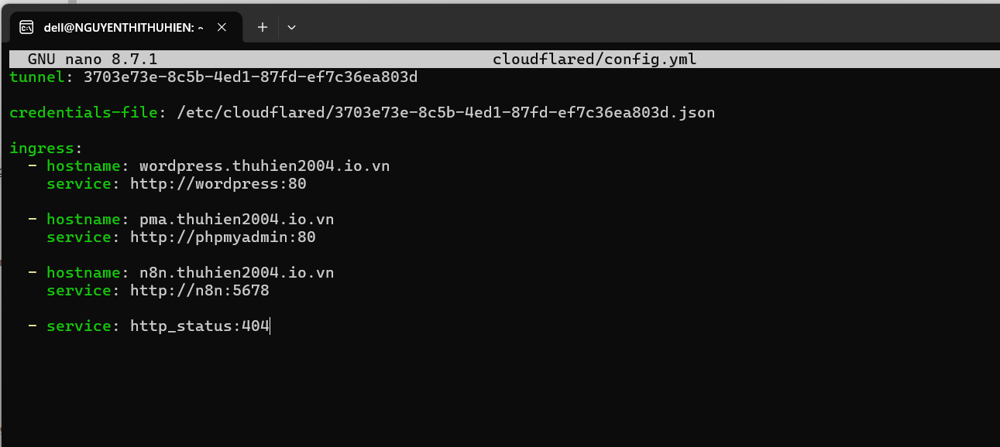 dell@NGUYENTHITHUHIEN: ~
GNU nano 8.7.1 cloudflared/config.yml
tunnel: 3703e73e-8c5b-4ed1-87fd-ef7c36ea803d
credentials-file: /etc/cloudflared/3703e73e-8c5b-4ed1-87fd-ef7c36ea803d.json
ingress:
- hostname: wordpress.thuhien2004.io.vn
service: http://wordpress:80
- hostname: pma.thuhien2004.io.vn
service: http://phpmyadmin:80
- hostname: n8n.thuhien2004.io.vn
service: http://n8n:5678
- service: http_status:404